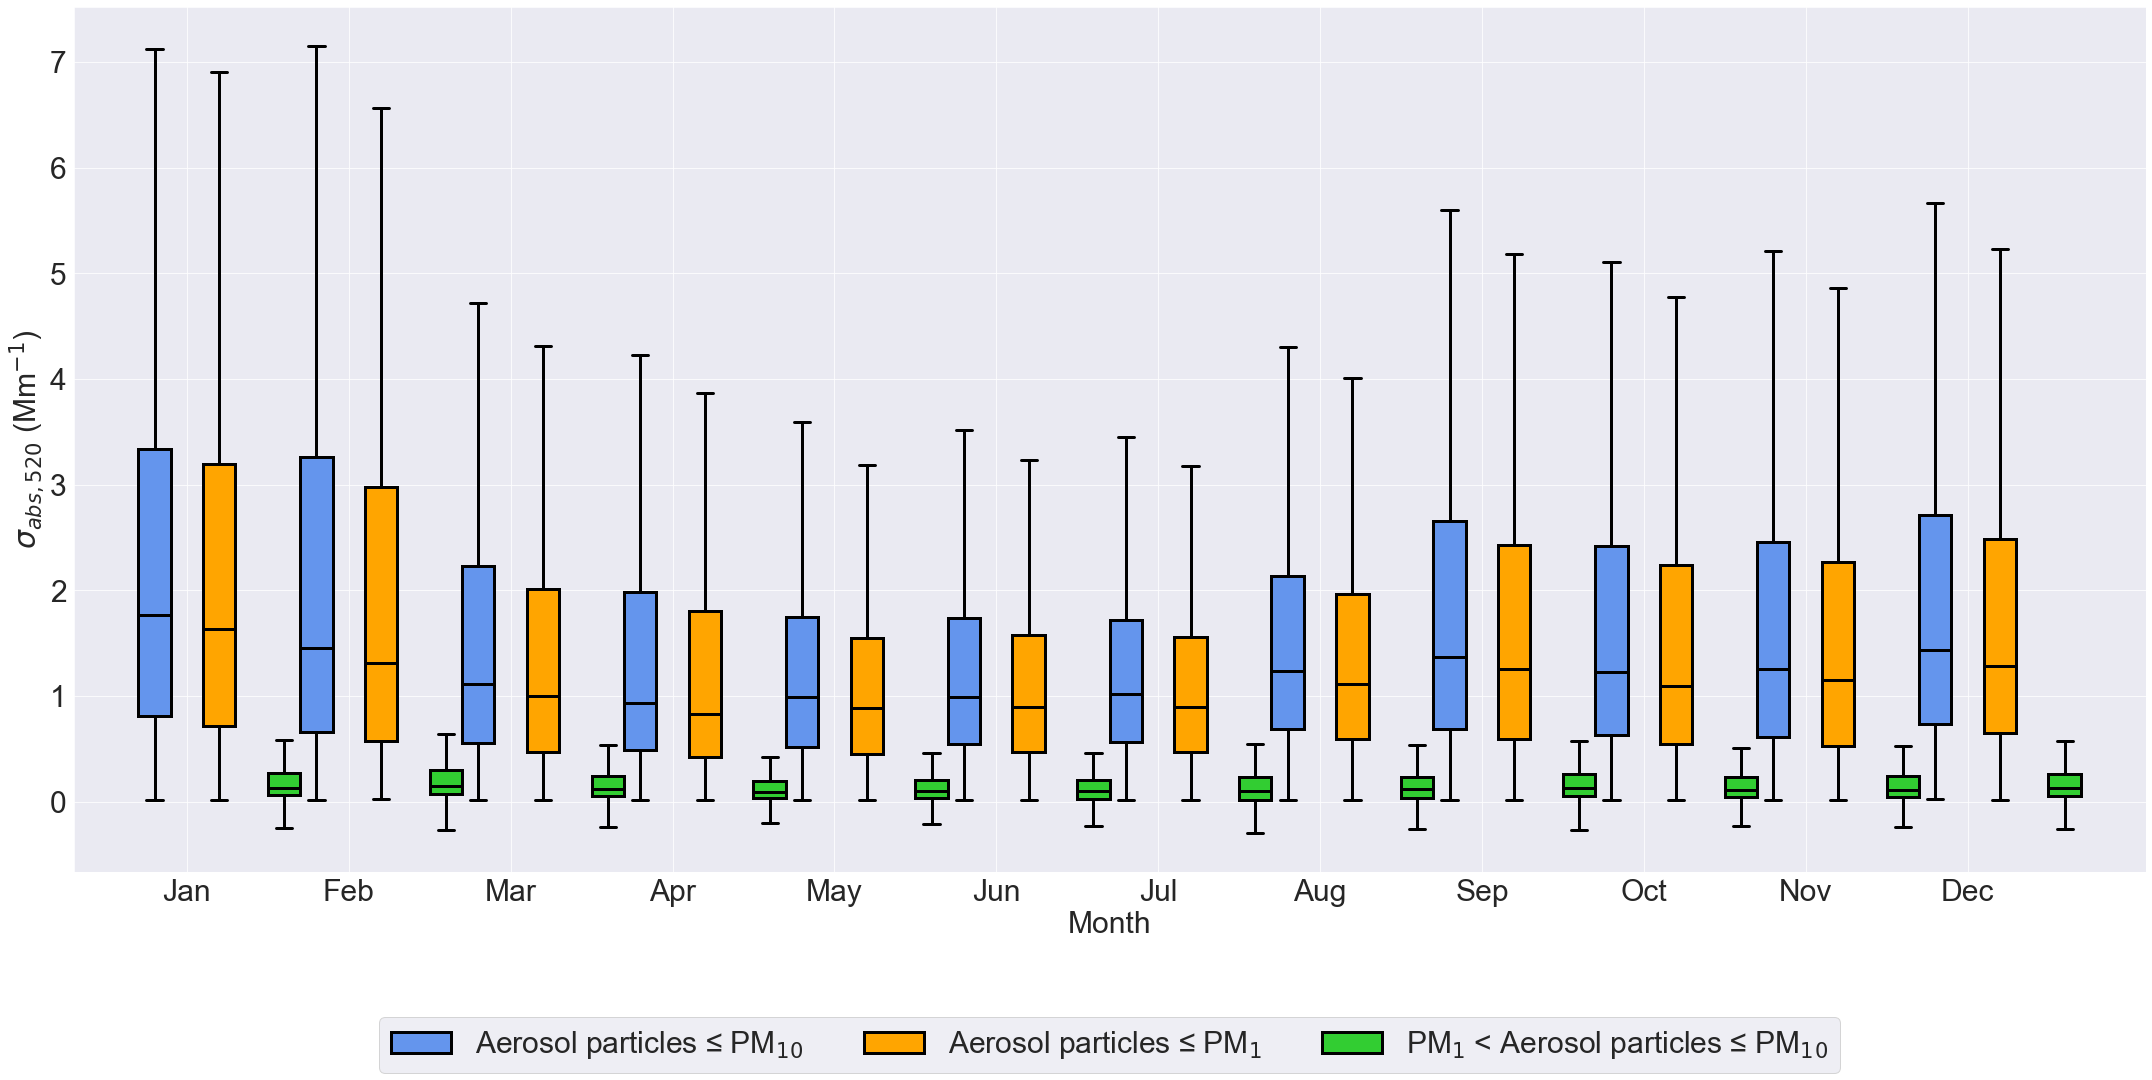 7
6
5
4
3
2
1
0
σabs, 520 (Mm⁻¹)
Jan Feb Mar Apr May Jun Jul Aug Sep Oct Nov Dec
Month
Aerosol particles ≤ PM₁₀ Aerosol particles ≤ PM₁ PM₁ < Aerosol particles ≤ PM₁₀